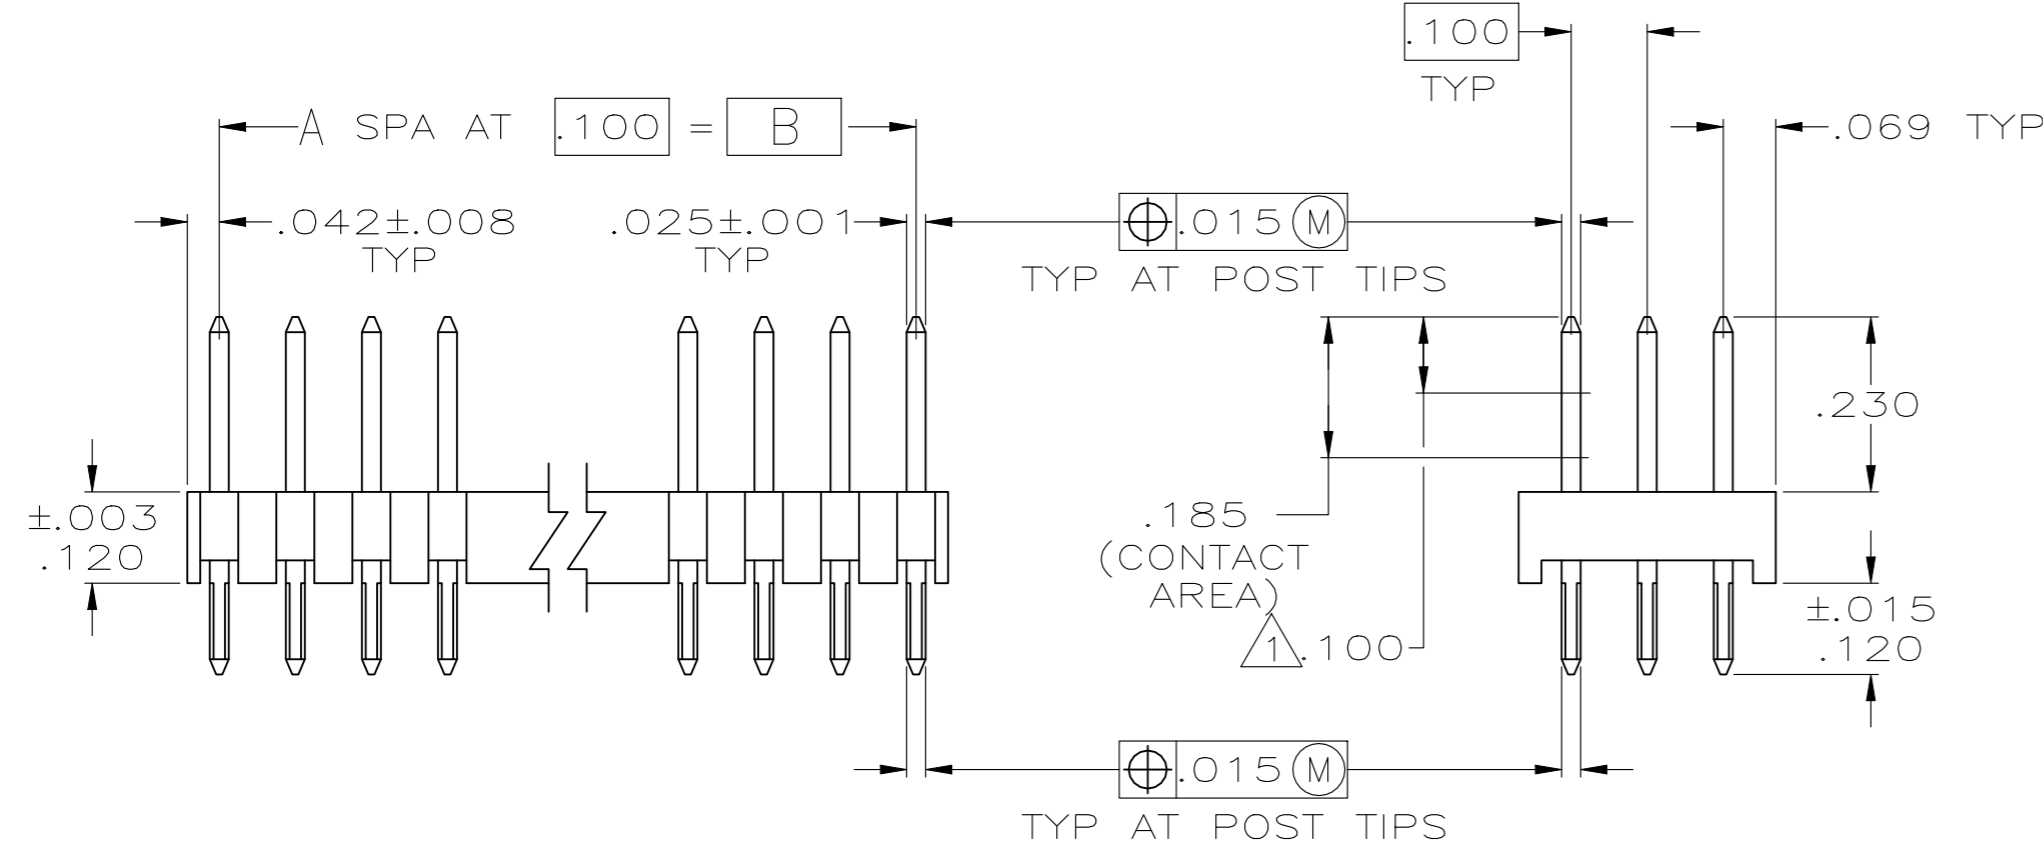 .100
TYP
A SPA AT .100 = B
.069 TYP
.042±.008
TYP
.025±.001
TYP
⌖ .015 Ⓜ
TYP AT POST TIPS
.230
±.003
.120
.185
(CONTACT
AREA)
1 .100
±.015
.120
⌖ .015 Ⓜ
TYP AT POST TIPS